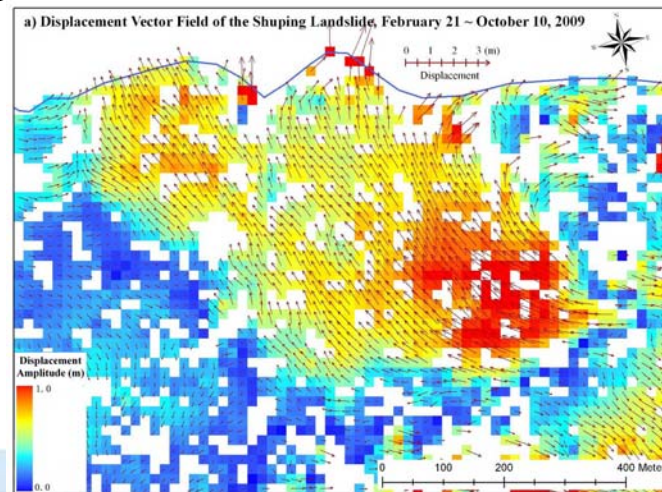 a) Displacement Vector Field of the Shuping Landslide, February 21 ~ October 10, 2009
0 1 2 3 (m)
Displacement
Displacement
Amplitude (m)
1.0
0.0
0 200 400 Mete